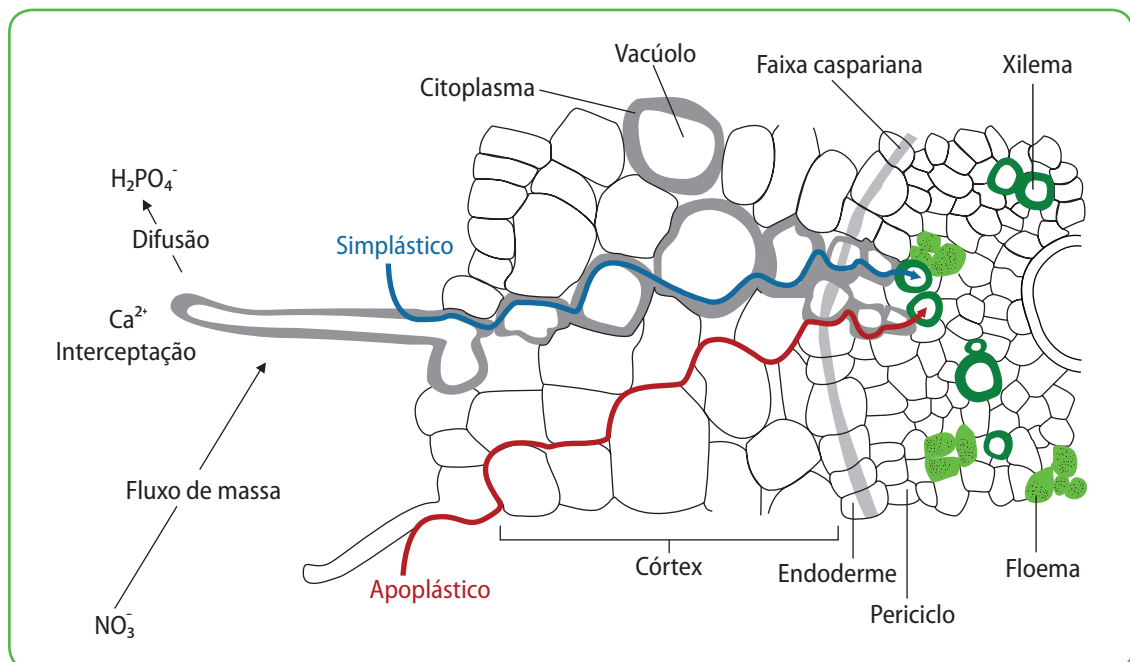 Vacúolo
Faixa caspariana
Xilema
Citoplasma
H₂PO₄⁻
Difusão
Simplástico
Ca²⁺
Interceptação
Fluxo de massa
Córtex
Endoderme
Floema
Apoplástico
Periciclo
NO₃⁻